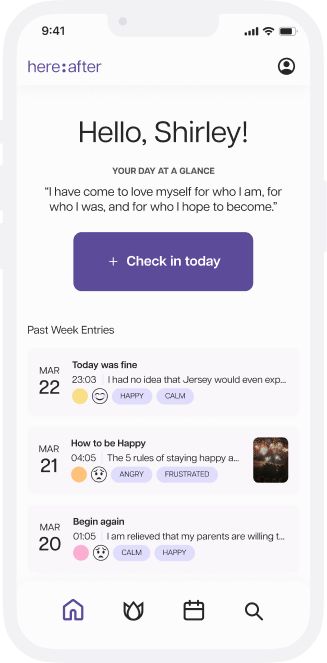 9:41
here:after
Hello, Shirley!
YOUR DAY AT A GLANCE
“I have come to love myself for who I am, for
who I was, and for who I hope to become.”
+ Check in today
Past Week Entries
MAR
22
Today was fine
23:03 | I had no idea that Jersey would even exp...
HAPPY CALM
MAR
21
How to be Happy
04:05 | The 5 rules of staying happy a...
ANGRY FRUSTRATED
MAR
20
Begin again
01:05 | I am relieved that my parents are willing t...
CALM HAPPY